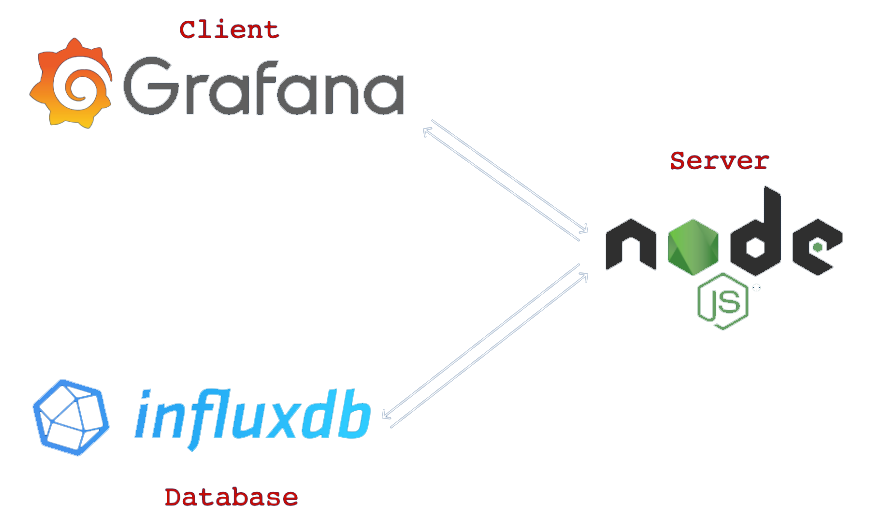 Client
Grafana
Server
node
JS
influxdb
Database